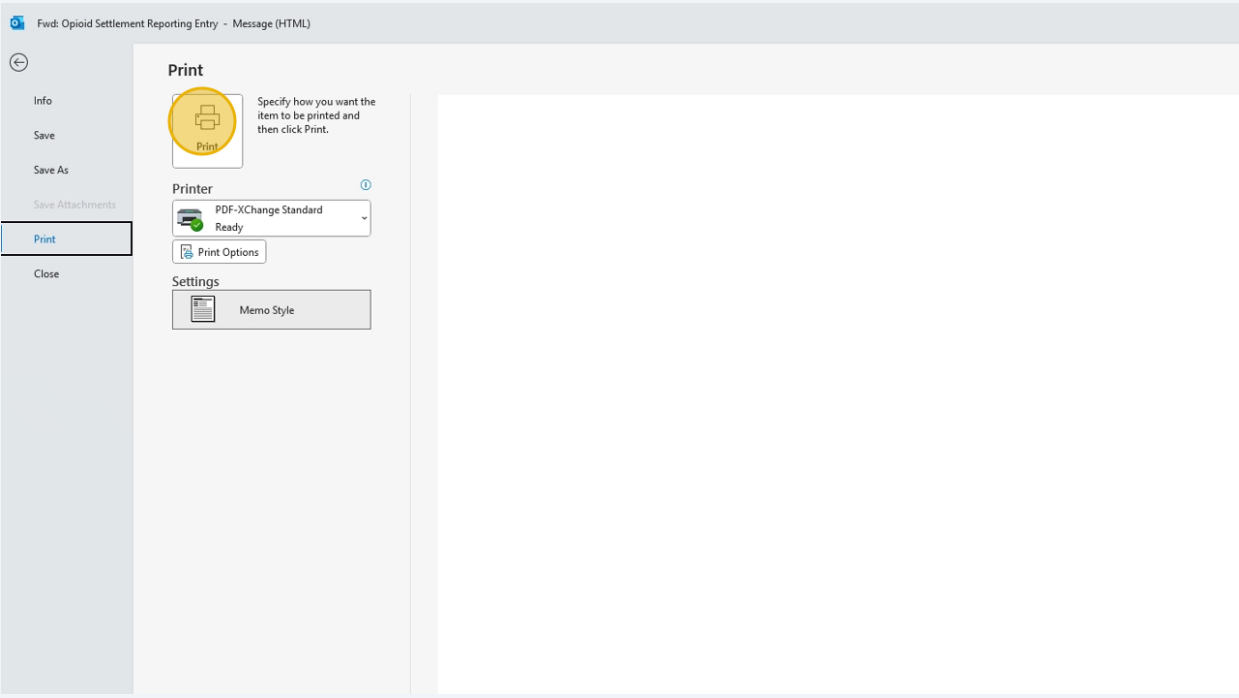 Fwd: Opioid Settlement Reporting Entry - Message (HTML)
Print
Info
Save
Save As
Save Attachments
Print
Close
Print
Specify how you want the
item to be printed and
then click Print.
Printer
PDF-XChange Standard
Ready
Print Options
Settings
Memo Style